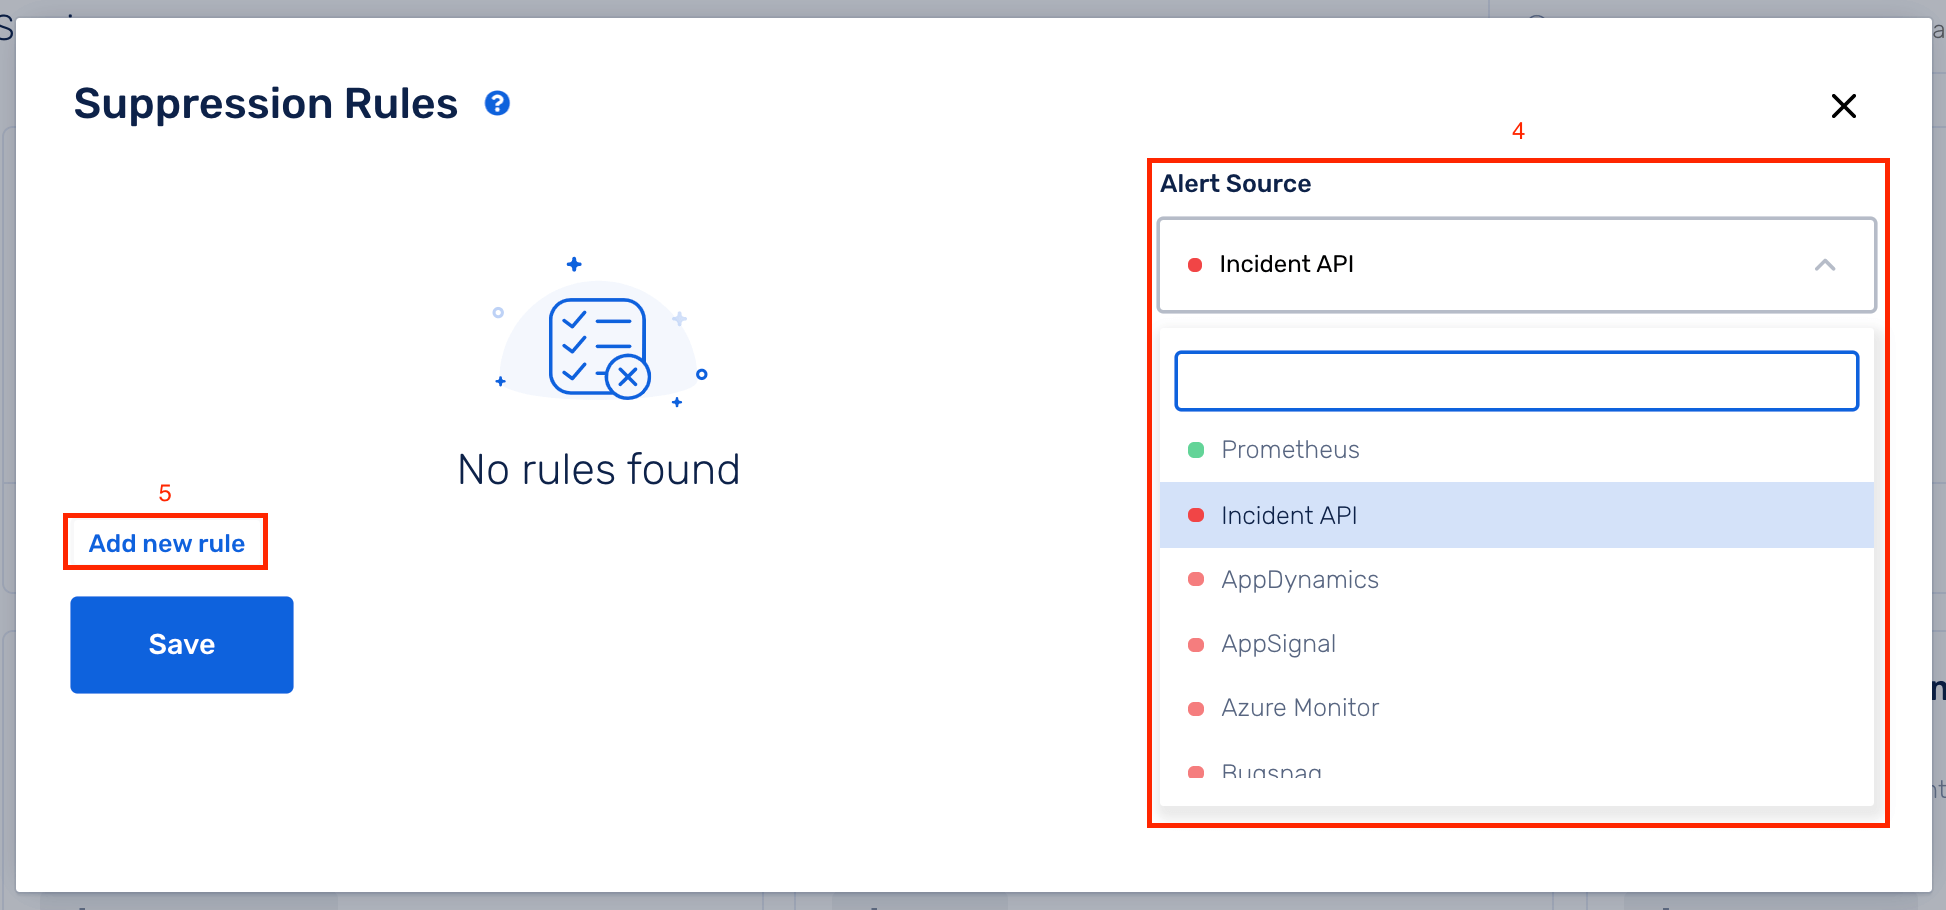 Suppression Rules
4
Alert Source
Incident API
Prometheus
Incident API
AppDynamics
AppSignal
Azure Monitor
Bugsnag
No rules found
5
Add new rule
Save